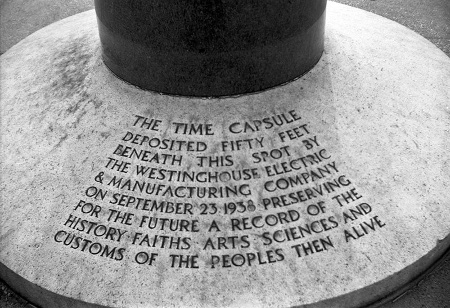 THE TIME CAPSULE
DEPOSITED FIFTY FEET
BENEATH THIS SPOT BY
THE WESTINGHOUSE ELECTRIC
& MANUFACTURING COMPANY
ON SEPTEMBER 23 1938 PRESERVING
FOR THE FUTURE A RECORD OF THE
HISTORY FAITHS ARTS SCIENCES AND
CUSTOMS OF THE PEOPLES THEN ALIVE